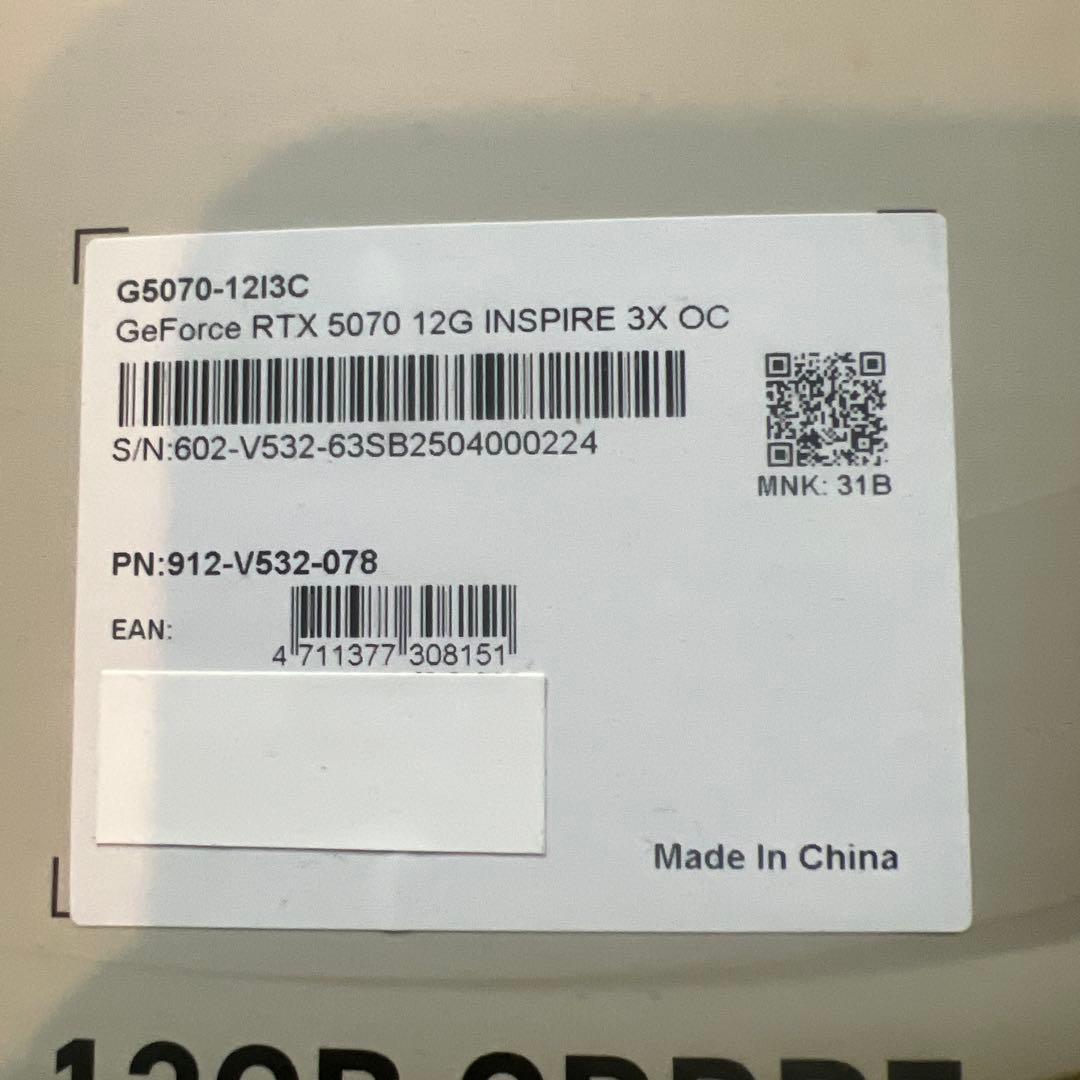 G5070-12I3C
GeForce RTX 5070 12G INSPIRE 3X OC
S/N:602-V532-63SB2504000224
MNK: 31B
PN:912-V532-078
EAN:
4 711377 308151
Made In China